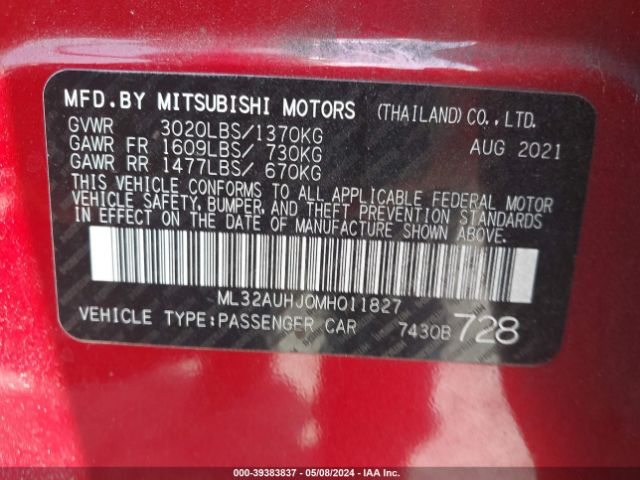 MFD.BY MITSUBISHI MOTORS (THAILAND) CO.,LTD.
GVWR 3020LBS/1370KG AUG 2021
GAWR FR 1609LBS/ 730KG
GAWR RR 1477LBS/ 670KG
THIS VEHICLE CONFORMS TO ALL APPLICABLE FEDERAL MOTOR
VEHICLE SAFETY, BUMPER, AND THEFT PREVENTION STANDARDS
IN EFFECT ON THE DATE OF MANUFACTURE SHOWN ABOVE.
ML32AUHJ0MH011827
VEHICLE TYPE:PASSENGER CAR 7430B 728
000-39383837 - 05/08/2024 - IAA Inc.